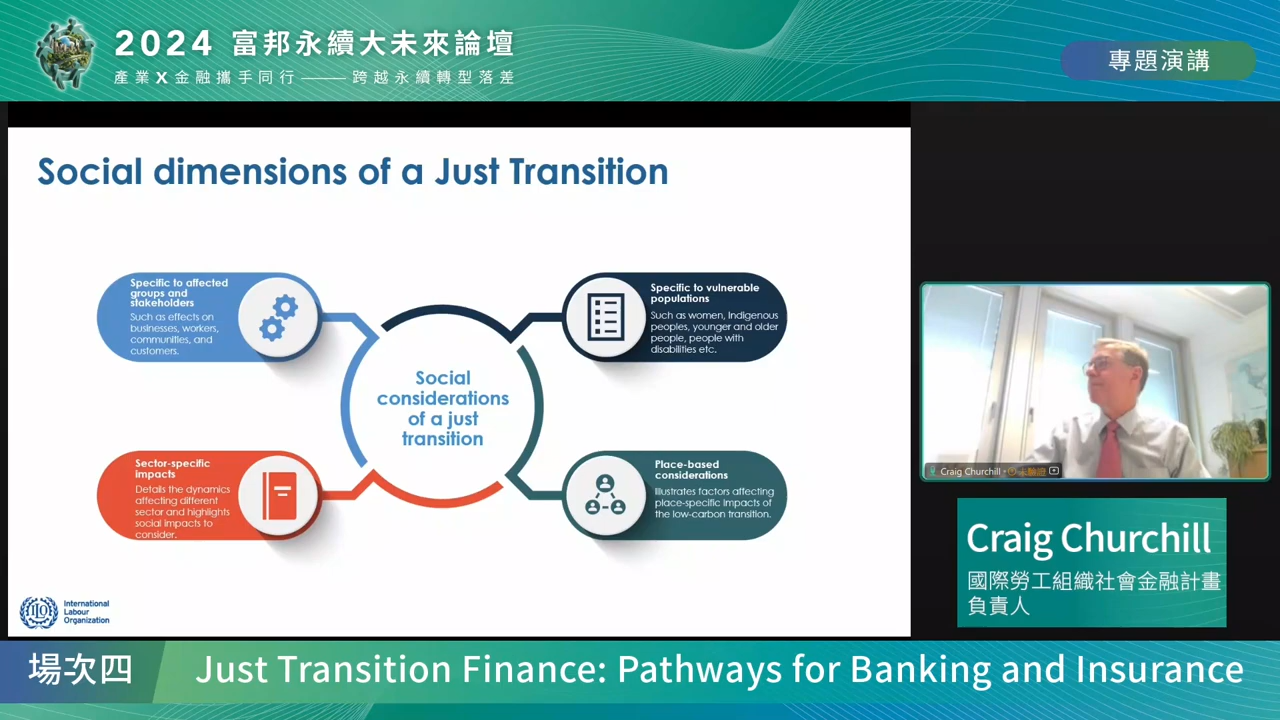 2024 富邦永續大未來論壇
產業X金融攜手同行——跨越永續轉型落差
專題演講
Social dimensions of a Just Transition
Specific to affected
groups and
stakeholders
Such as effects on
businesses, workers,
communities, and
customers.
Specific to vulnerable
populations
Such as women, Indigenous
peoples, younger and older
people, people with
disabilities etc.
Social
considerations
of a just
transition
Sector-specific
impacts
Details the dynamics
affecting different
sector and highlights
social impacts to
consider.
Place-based
considerations
Illustrates factors affecting
place-specific impacts of
the low-carbon transition.
International
Labour
Organization
Craig Churchill - 未驗證
Craig Churchill
國際勞工組織社會金融計畫
負責人
場次四
Just Transition Finance: Pathways for Banking and Insurance